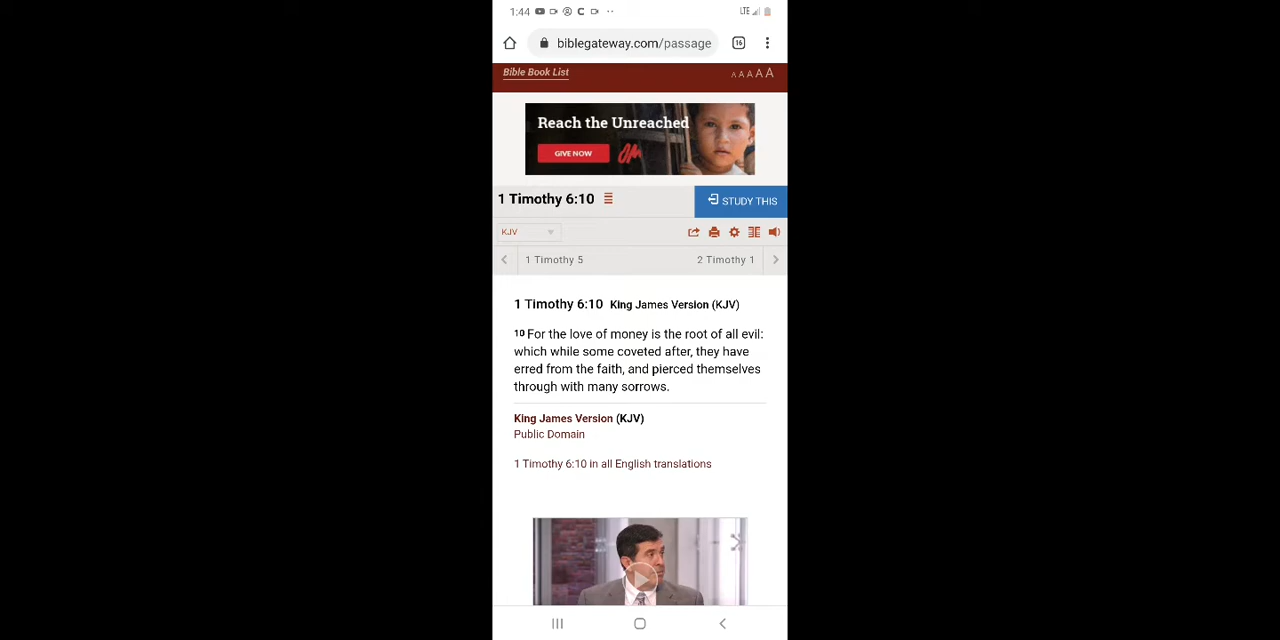 1:44
LTE
biblegateway.com/passage
16
Bible Book List
A A A A A
Reach the Unreached
GIVE NOW
OM
1 Timothy 6:10
STUDY THIS
KJV
1 Timothy 5
2 Timothy 1
1 Timothy 6:10 King James Version (KJV)
10 For the love of money is the root of all evil:
which while some coveted after, they have
erred from the faith, and pierced themselves
through with many sorrows.
King James Version (KJV)
Public Domain
1 Timothy 6:10 in all English translations